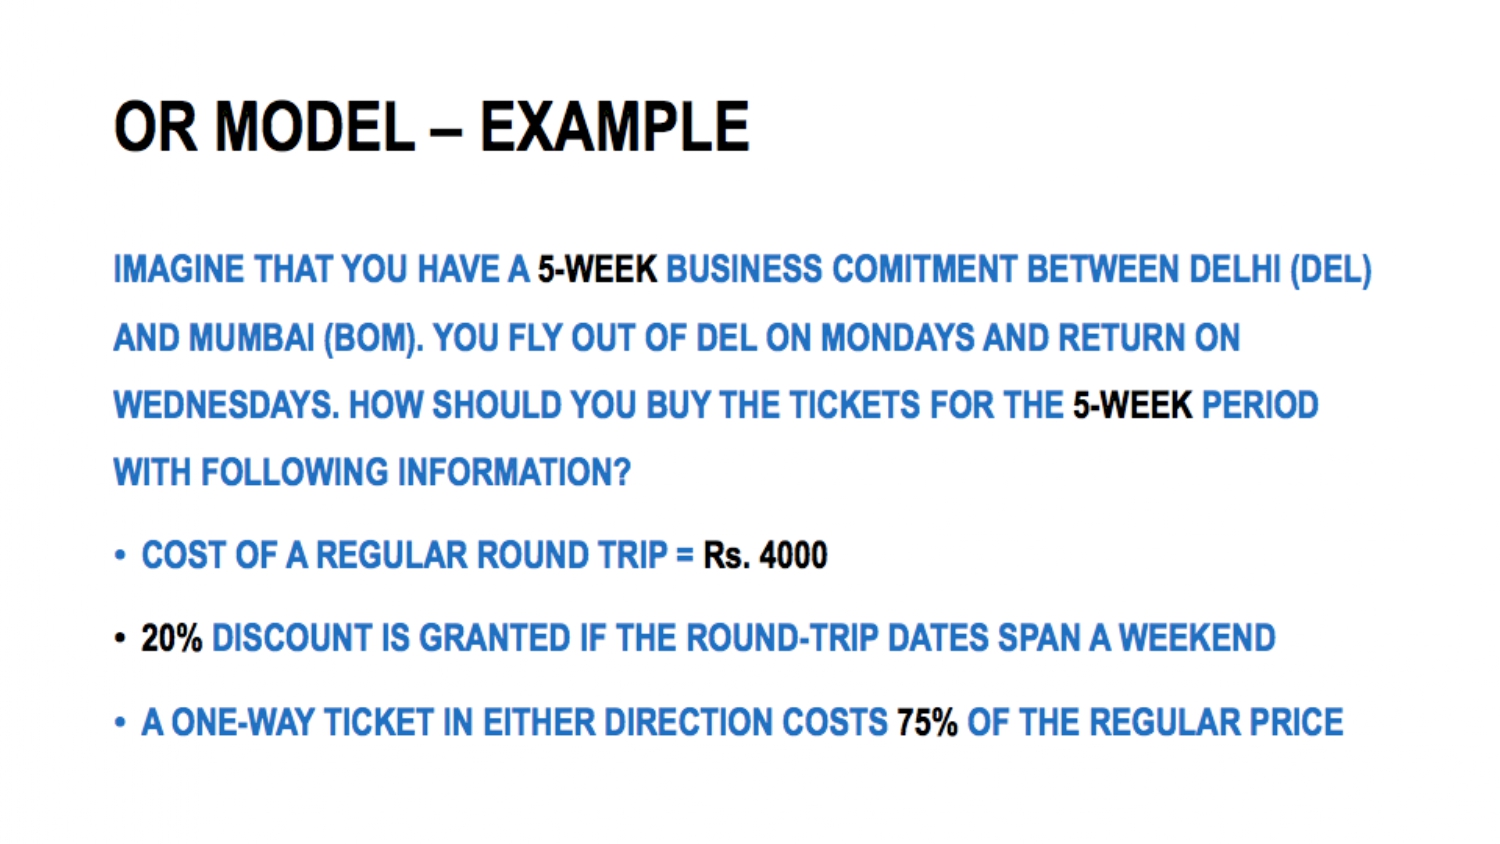 OR MODEL – EXAMPLE
IMAGINE THAT YOU HAVE A 5-WEEK BUSINESS COMITMENT BETWEEN DELHI (DEL)
AND MUMBAI (BOM). YOU FLY OUT OF DEL ON MONDAYS AND RETURN ON
WEDNESDAYS. HOW SHOULD YOU BUY THE TICKETS FOR THE 5-WEEK PERIOD
WITH FOLLOWING INFORMATION?
• COST OF A REGULAR ROUND TRIP = Rs. 4000
• 20% DISCOUNT IS GRANTED IF THE ROUND-TRIP DATES SPAN A WEEKEND
• A ONE-WAY TICKET IN EITHER DIRECTION COSTS 75% OF THE REGULAR PRICE